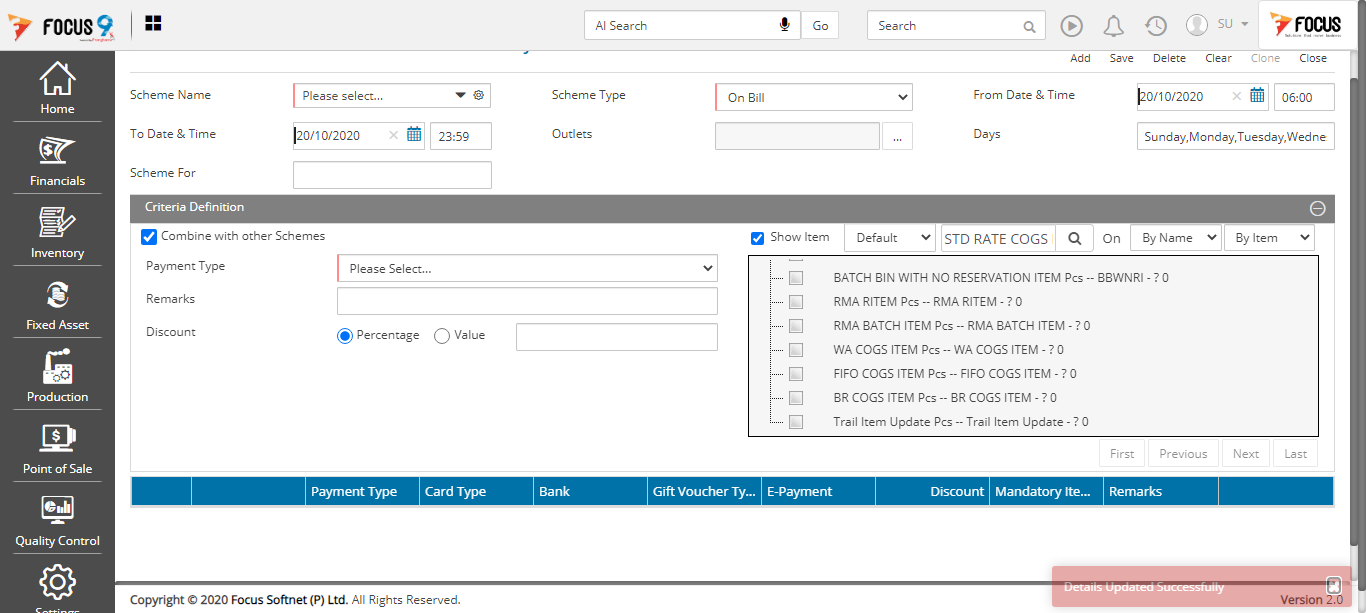 FOCUS 9
AI Search
Go
Search
SU
FOCUS
Add Save Delete Clear Clone Close
Scheme Name
Please select...
Scheme Type
On Bill
From Date & Time
20/10/2020
06:00
To Date & Time
20/10/2020
23:59
Outlets
...
Days
Sunday,Monday,Tuesday,Wednes
Scheme For
Criteria Definition
Combine with other Schemes
Show Item
Default
STD RATE COGS
On
By Name
By Item
Payment Type
Please Select...
Remarks
Discount
Percentage
Value
BATCH BIN WITH NO RESERVATION ITEM Pcs -- BBWNRI - ? 0
RMA RITEM Pcs -- RMA RITEM - ? 0
RMA BATCH ITEM Pcs -- RMA BATCH ITEM - ? 0
WA COGS ITEM Pcs -- WA COGS ITEM - ? 0
FIFO COGS ITEM Pcs -- FIFO COGS ITEM - ? 0
BR COGS ITEM Pcs -- BR COGS ITEM - ? 0
Trail Item Update Pcs -- Trail Item Update - ? 0
First Previous Next Last
Payment Type Card Type Bank Gift Voucher Ty... E-Payment Discount Mandatory Ite... Remarks
Home
Financials
Inventory
Fixed Asset
Production
Point of Sale
Quality Control
Settings
Details Updated Successfully
Copyright © 2020 Focus Softnet (P) Ltd. All Rights Reserved.
Version 2.0